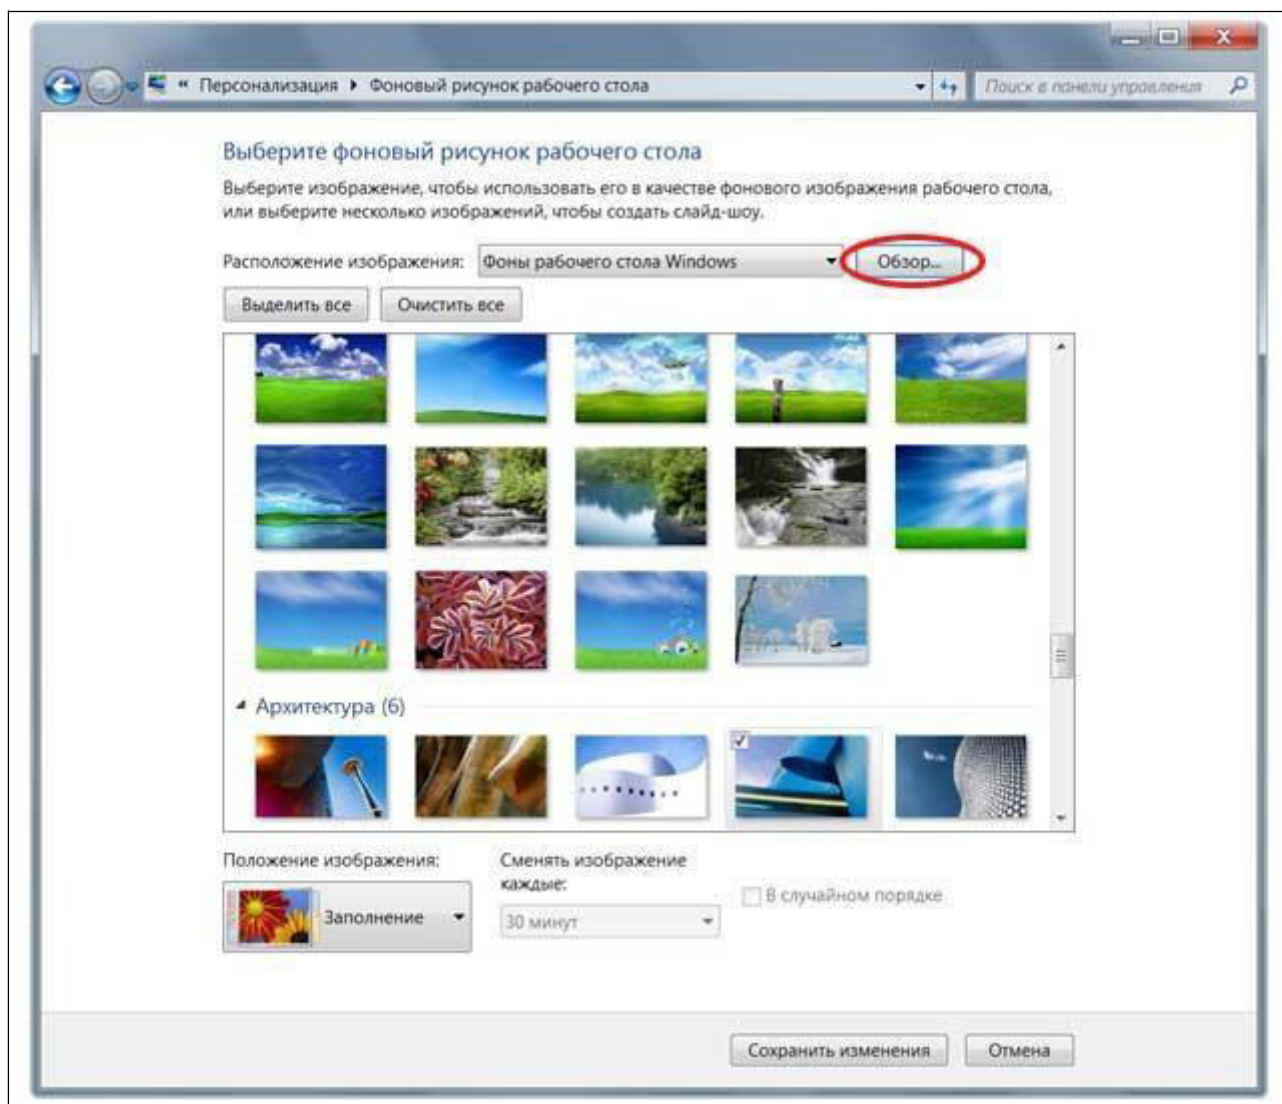 « Персонализация ▸ Фоновый рисунок рабочего стола
Поиск в панели управления
Выберите фоновый рисунок рабочего стола
Выберите изображение, чтобы использовать его в качестве фонового изображения рабочего стола,
или выберите несколько изображений, чтобы создать слайд-шоу.
Расположение изображения: Фоны рабочего стола Windows Обзор...
Выделить все Очистить все
Архитектура (6)
Положение изображения:
Заполнение
Сменять изображение
каждые:
30 минут
В случайном порядке
Сохранить изменения Отмена